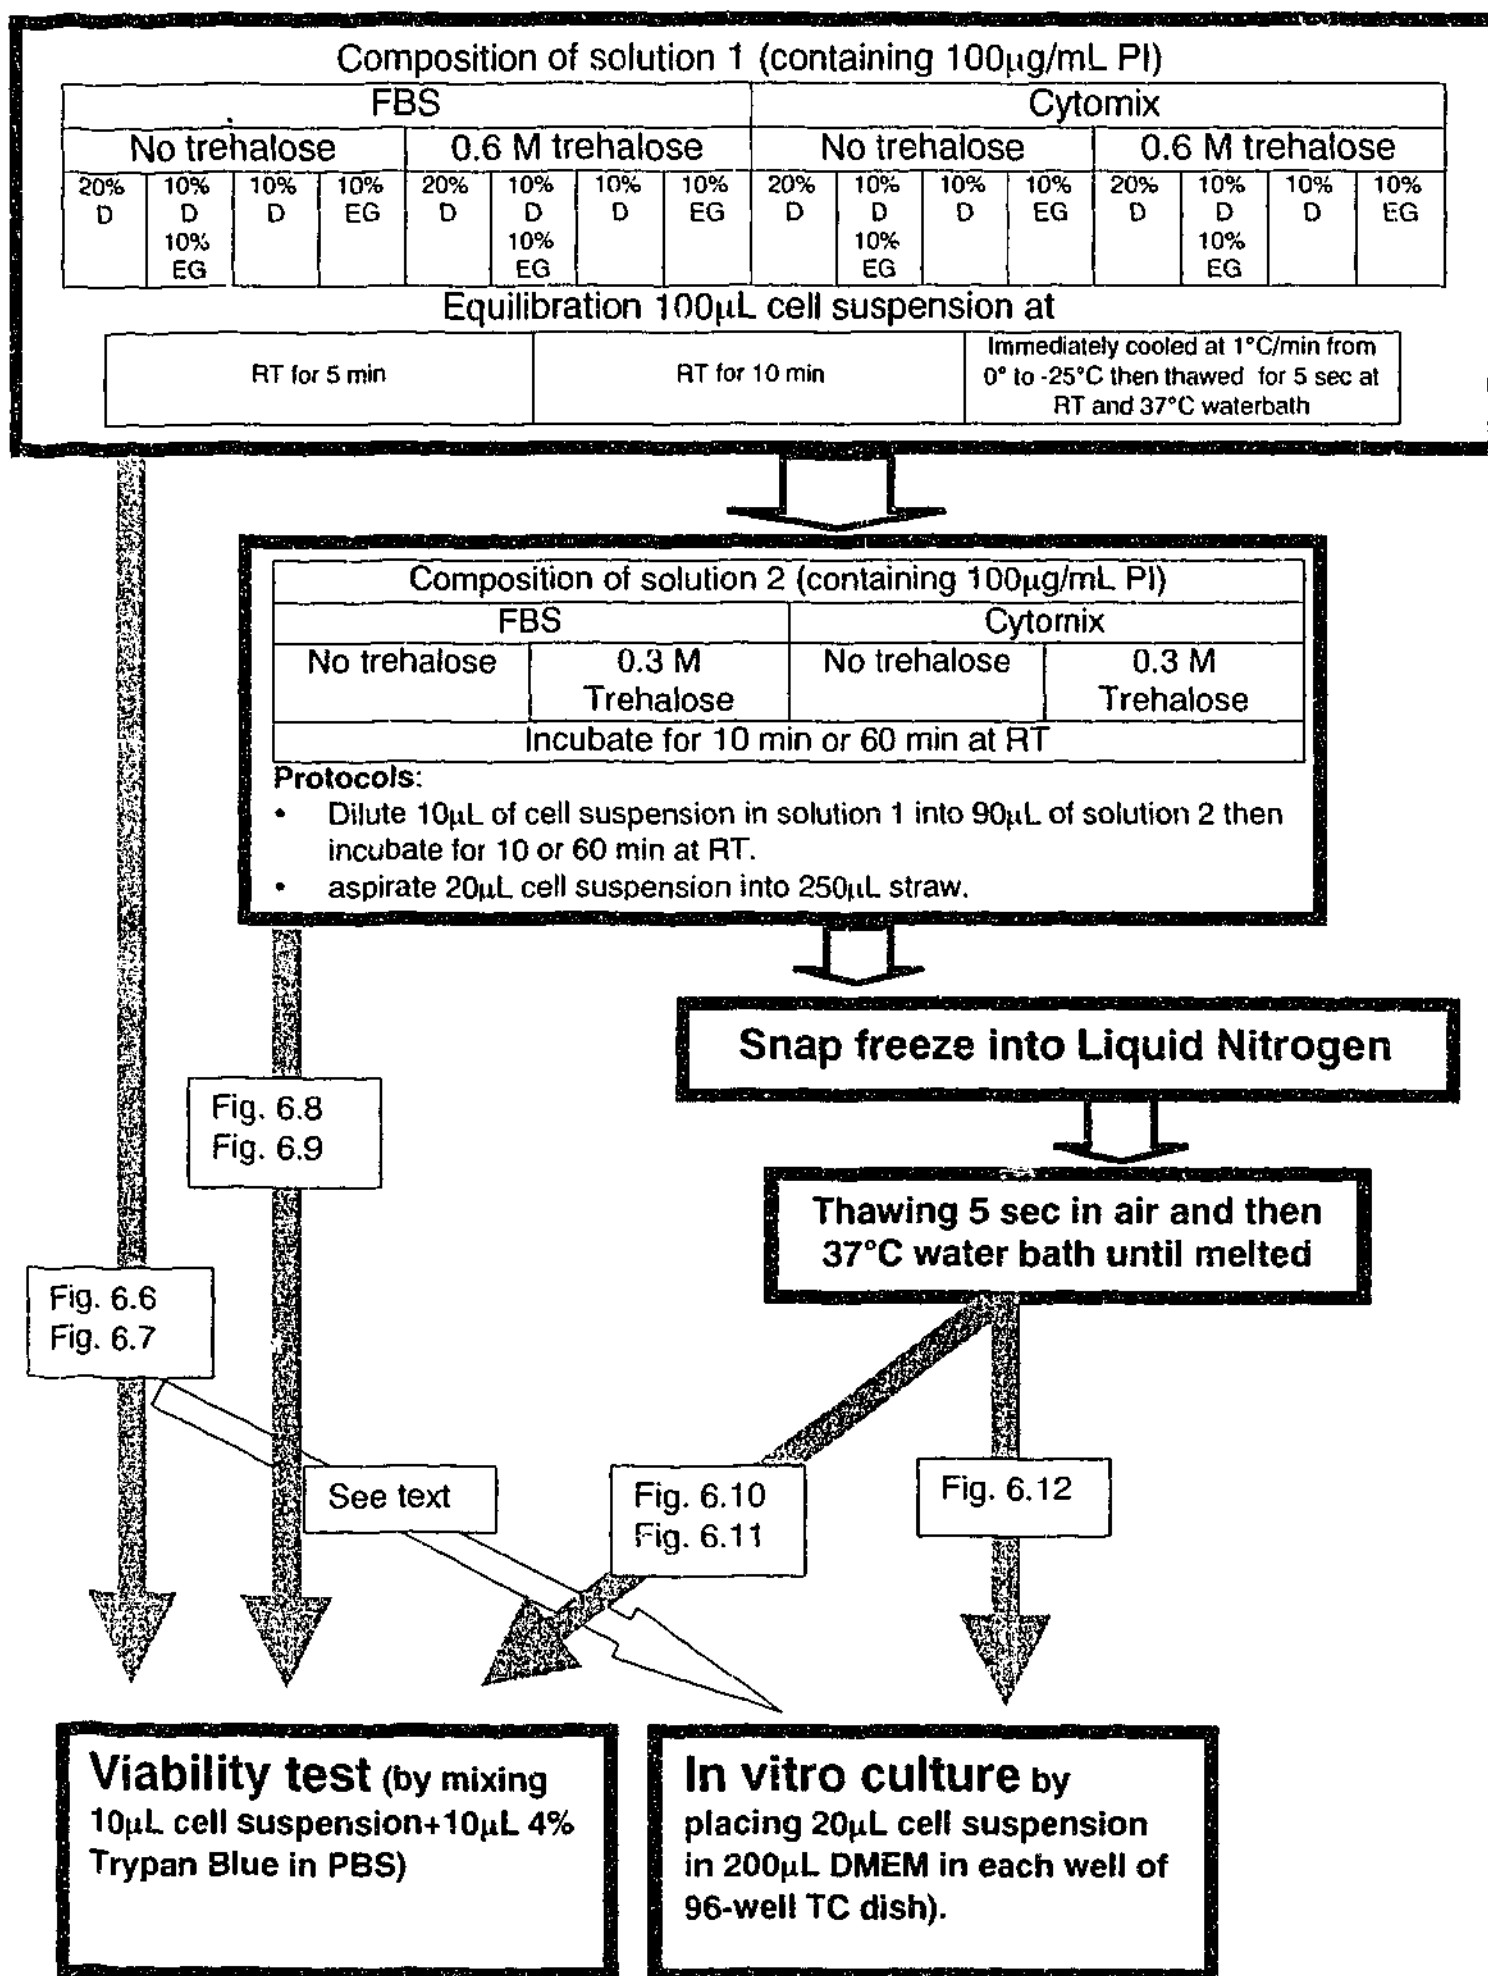 Composition of solution 1 (containing 100µg/mL PI)
FBS Cytomix
No trehalose 0.6 M trehalose No trehalose 0.6 M trehalose
20% 10% 10% 10% 20% 10% 10% 10% 20% 10% 10% 10% 20% 10% 10% 10%
D D D EG D D D EG D D D EG D D D EG
10% 10% 10% 10%
EG EG EG EG
Equilibration 100µL cell suspension at
RT for 5 min
RT for 10 min
Immediately cooled at 1°C/min from
0° to -25°C then thawed for 5 sec at
RT and 37°C waterbath
Composition of solution 2 (containing 100µg/mL PI)
FBS Cytomix
No trehalose 0.3 M No trehalose 0.3 M
Trehalose Trehalose
Incubate for 10 min or 60 min at RT
Protocols:
• Dilute 10µL of cell suspension in solution 1 into 90µL of solution 2 then
incubate for 10 or 60 min at RT.
• aspirate 20µL cell suspension into 250µL straw.
Snap freeze into Liquid Nitrogen
Fig. 6.8
Fig. 6.9
Thawing 5 sec in air and then
37°C water bath until melted
Fig. 6.6
Fig. 6.7
See text
Fig. 6.10
Fig. 6.11
Fig. 6.12
Viability test (by mixing
10µL cell suspension+10µL 4%
Trypan Blue in PBS)
In vitro culture by
placing 20µL cell suspension
in 200µL DMEM in each well of
96-well TC dish).